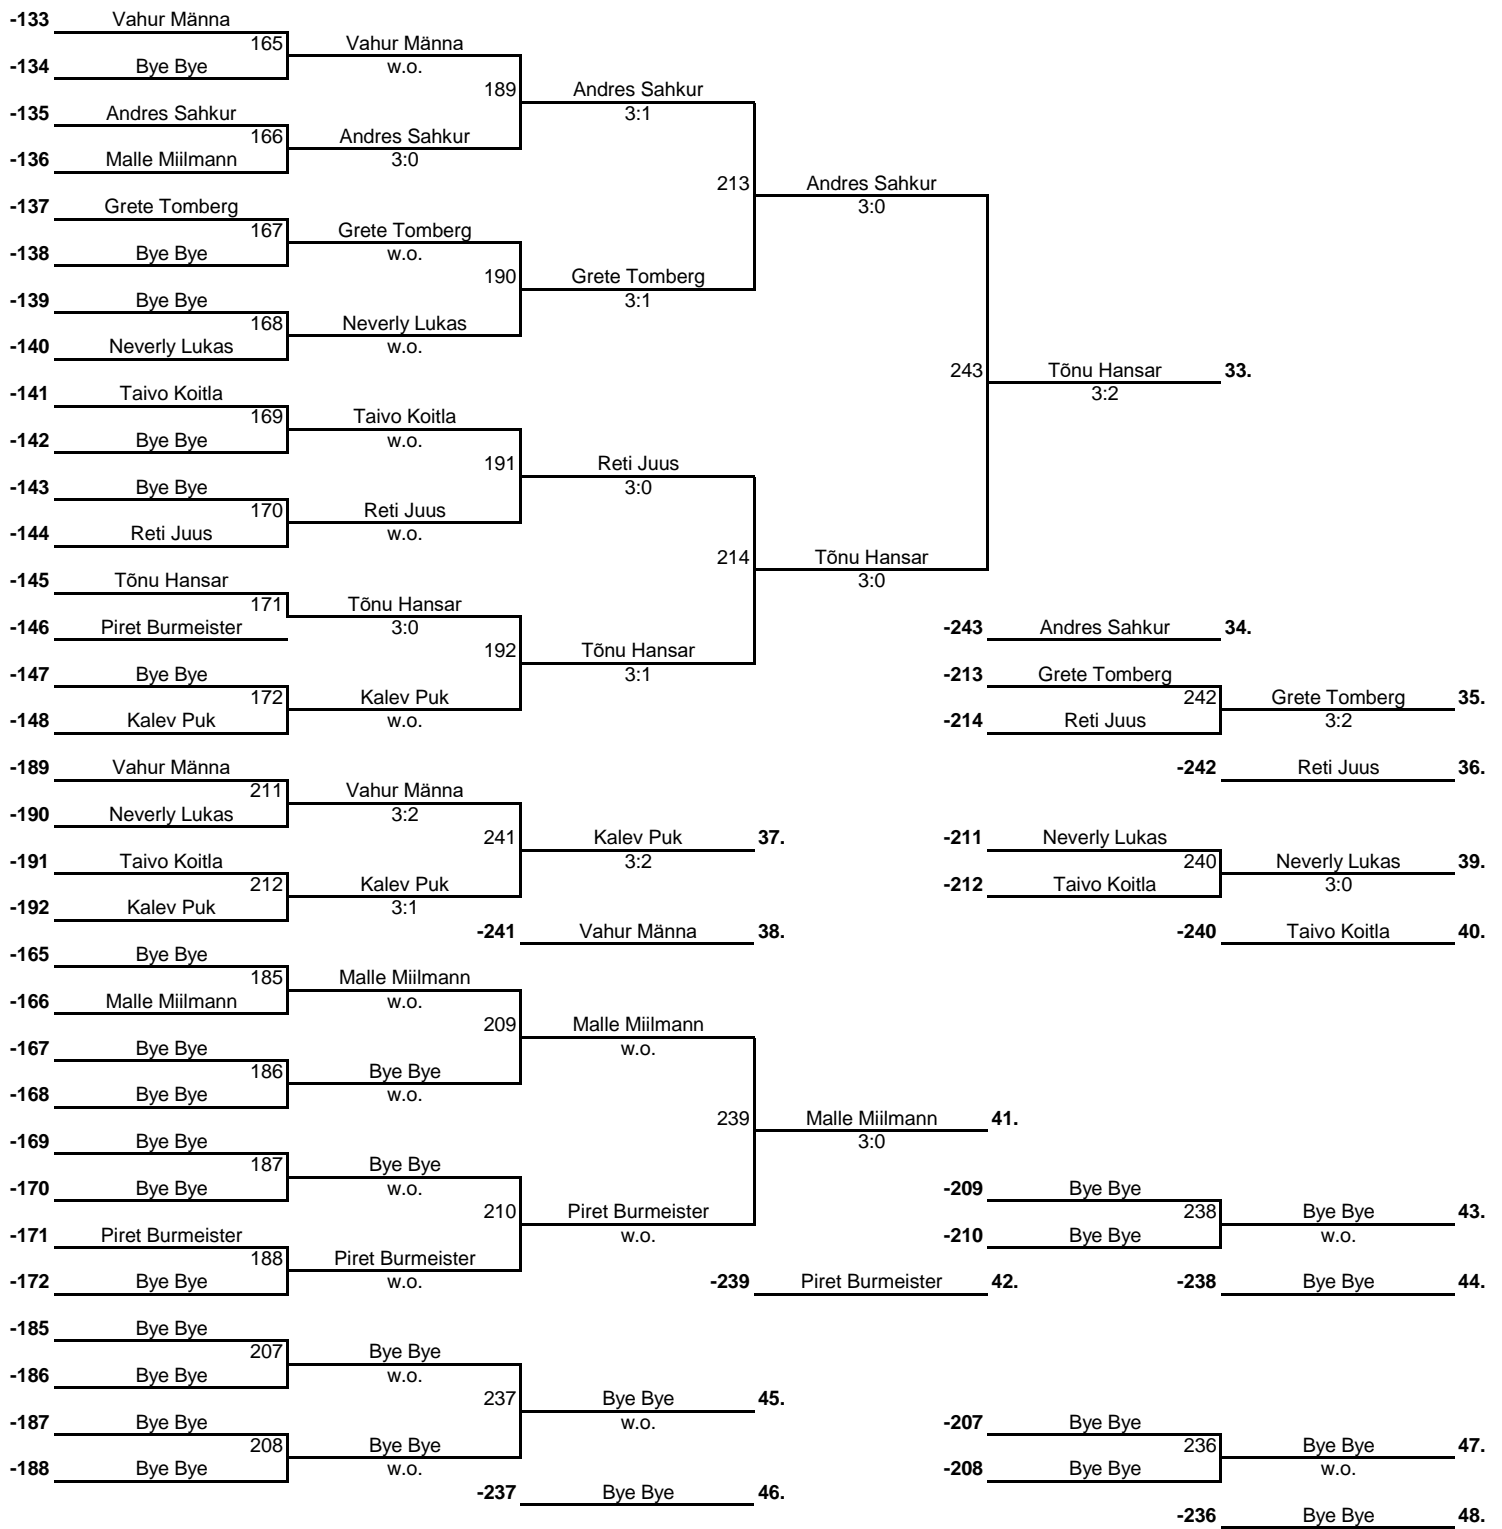 -133 Vahur Männa
165 Vahur Männa
-134 Bye Bye w.o.
189 Andres Sahkur
-135 Andres Sahkur 3:1
166 Andres Sahkur
-136 Malle Miilmann 3:0
213 Andres Sahkur
-137 Grete Tomberg 3:0
167 Grete Tomberg
-138 Bye Bye w.o.
190 Grete Tomberg
-139 Bye Bye 3:1
168 Neverly Lukas
-140 Neverly Lukas w.o.
243 Tõnu Hansar 33.
-141 Taivo Koitla 3:2
169 Taivo Koitla
-142 Bye Bye w.o.
191 Reti Juus
-143 Bye Bye 3:0
170 Reti Juus
-144 Reti Juus w.o.
214 Tõnu Hansar
-145 Tõnu Hansar 3:0
171 Tõnu Hansar
-146 Piret Burmeister 3:0 -243 Andres Sahkur 34.
192 Tõnu Hansar
-147 Bye Bye 3:1 -213 Grete Tomberg
172 Kalev Puk 242 Grete Tomberg 35.
-148 Kalev Puk w.o. -214 Reti Juus 3:2
-189 Vahur Männa -242 Reti Juus 36.
211 Vahur Männa
-190 Neverly Lukas 3:2
241 Kalev Puk 37. -211 Neverly Lukas
-191 Taivo Koitla 3:2 240 Neverly Lukas 39.
212 Kalev Puk -212 Taivo Koitla 3:0
-192 Kalev Puk 3:1
-241 Vahur Männa 38. -240 Taivo Koitla 40.
-165 Bye Bye
185 Malle Miilmann
-166 Malle Miilmann w.o.
209 Malle Miilmann
-167 Bye Bye w.o.
186 Bye Bye
-168 Bye Bye w.o.
239 Malle Miilmann 41.
-169 Bye Bye 3:0
187 Bye Bye
-170 Bye Bye w.o. -209 Bye Bye
210 Piret Burmeister 238 Bye Bye 43.
-171 Piret Burmeister w.o. -210 Bye Bye w.o.
188 Piret Burmeister
-172 Bye Bye w.o. -239 Piret Burmeister 42. -238 Bye Bye 44.
-185 Bye Bye
207 Bye Bye
-186 Bye Bye w.o.
237 Bye Bye 45.
-187 Bye Bye w.o. -207 Bye Bye
208 Bye Bye 236 Bye Bye 47.
-188 Bye Bye w.o. -208 Bye Bye w.o.
-237 Bye Bye 46.
-236 Bye Bye 48.